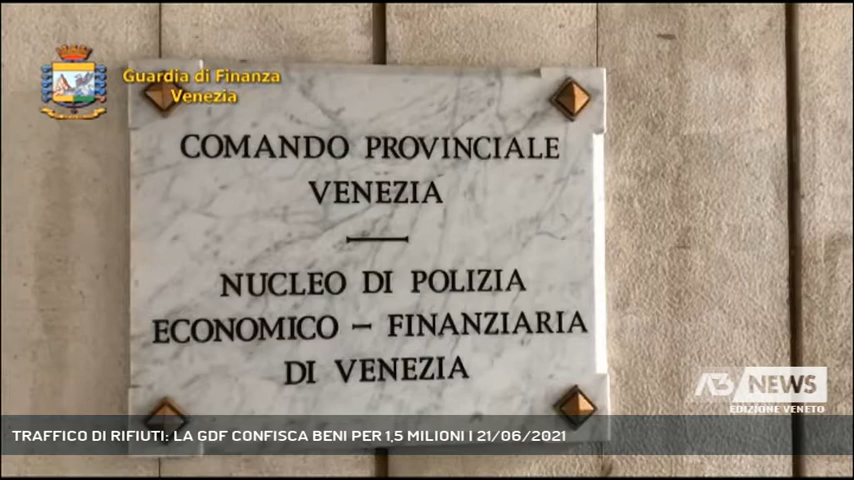 Guardia di Finanza
Venezia
COMANDO PROVINCIALE
VENEZIA
NUCLEO DI POLIZIA
ECONOMICO - FINANZIARIA
DI VENEZIA
A3 NEWS
EDIZIONE VENETO
TRAFFICO DI RIFIUTI: LA GDF CONFISCA BENI PER 1,5 MILIONI | 21/06/2021